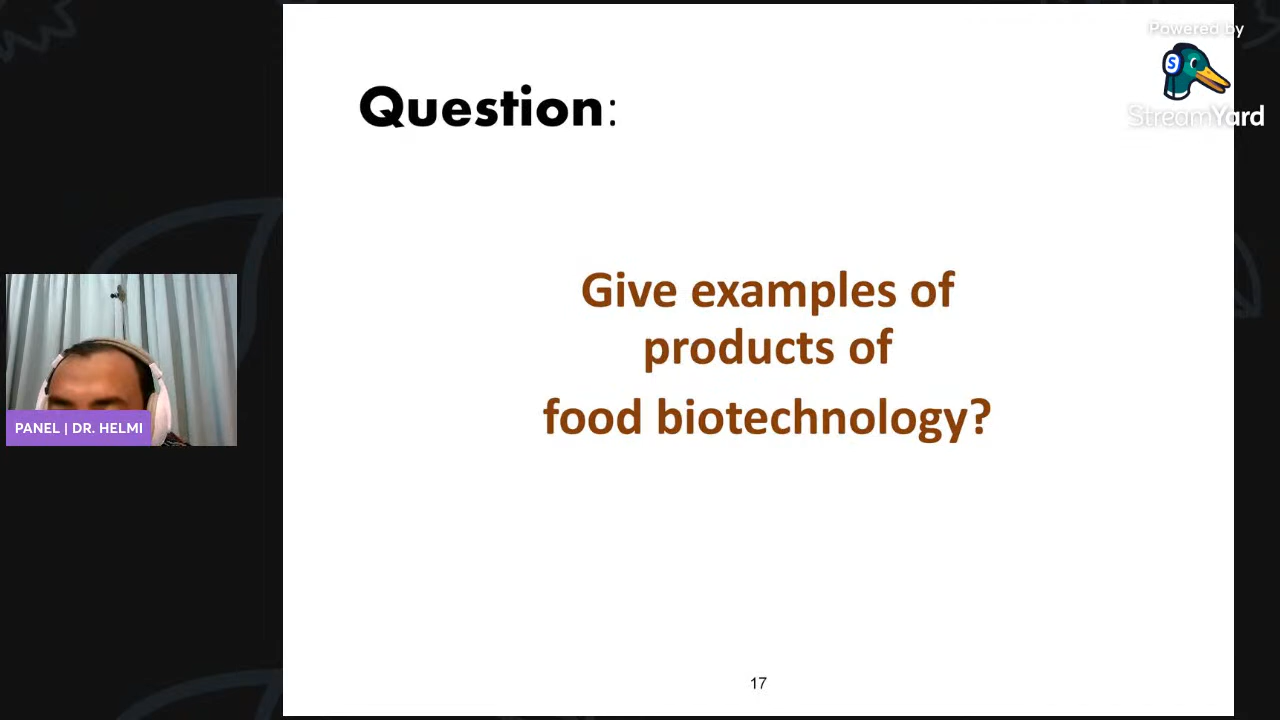 Question:
Give examples of
products of
food biotechnology?
17
PANEL | DR. HELMI
Powered by
S
StreamYard